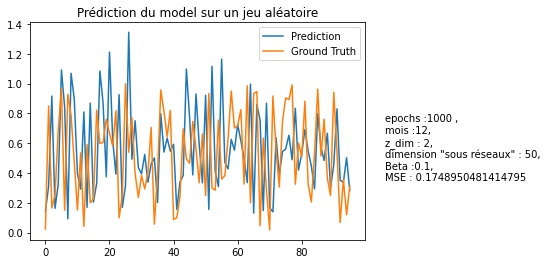 Prédiction du model sur un jeu aléatoire
Prediction
Ground Truth
1.4
1.2
1.0
0.8
0.6
0.4
0.2
0.0
0 20 40 60 80
epochs :1000 ,
mois :12,
z_dim : 2,
dimension "sous réseaux" : 50,
Beta :0.1,
MSE : 0.1748950481414795